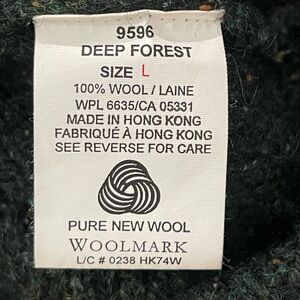 9596
DEEP FOREST
SIZE L
100% WOOL / LAINE
WPL 6635/CA 05331
MADE IN HONG KONG
FABRIQUÉ À HONG KONG
SEE REVERSE FOR CARE
PURE NEW WOOL
WOOLMARK
L/C # 0238 HK74W